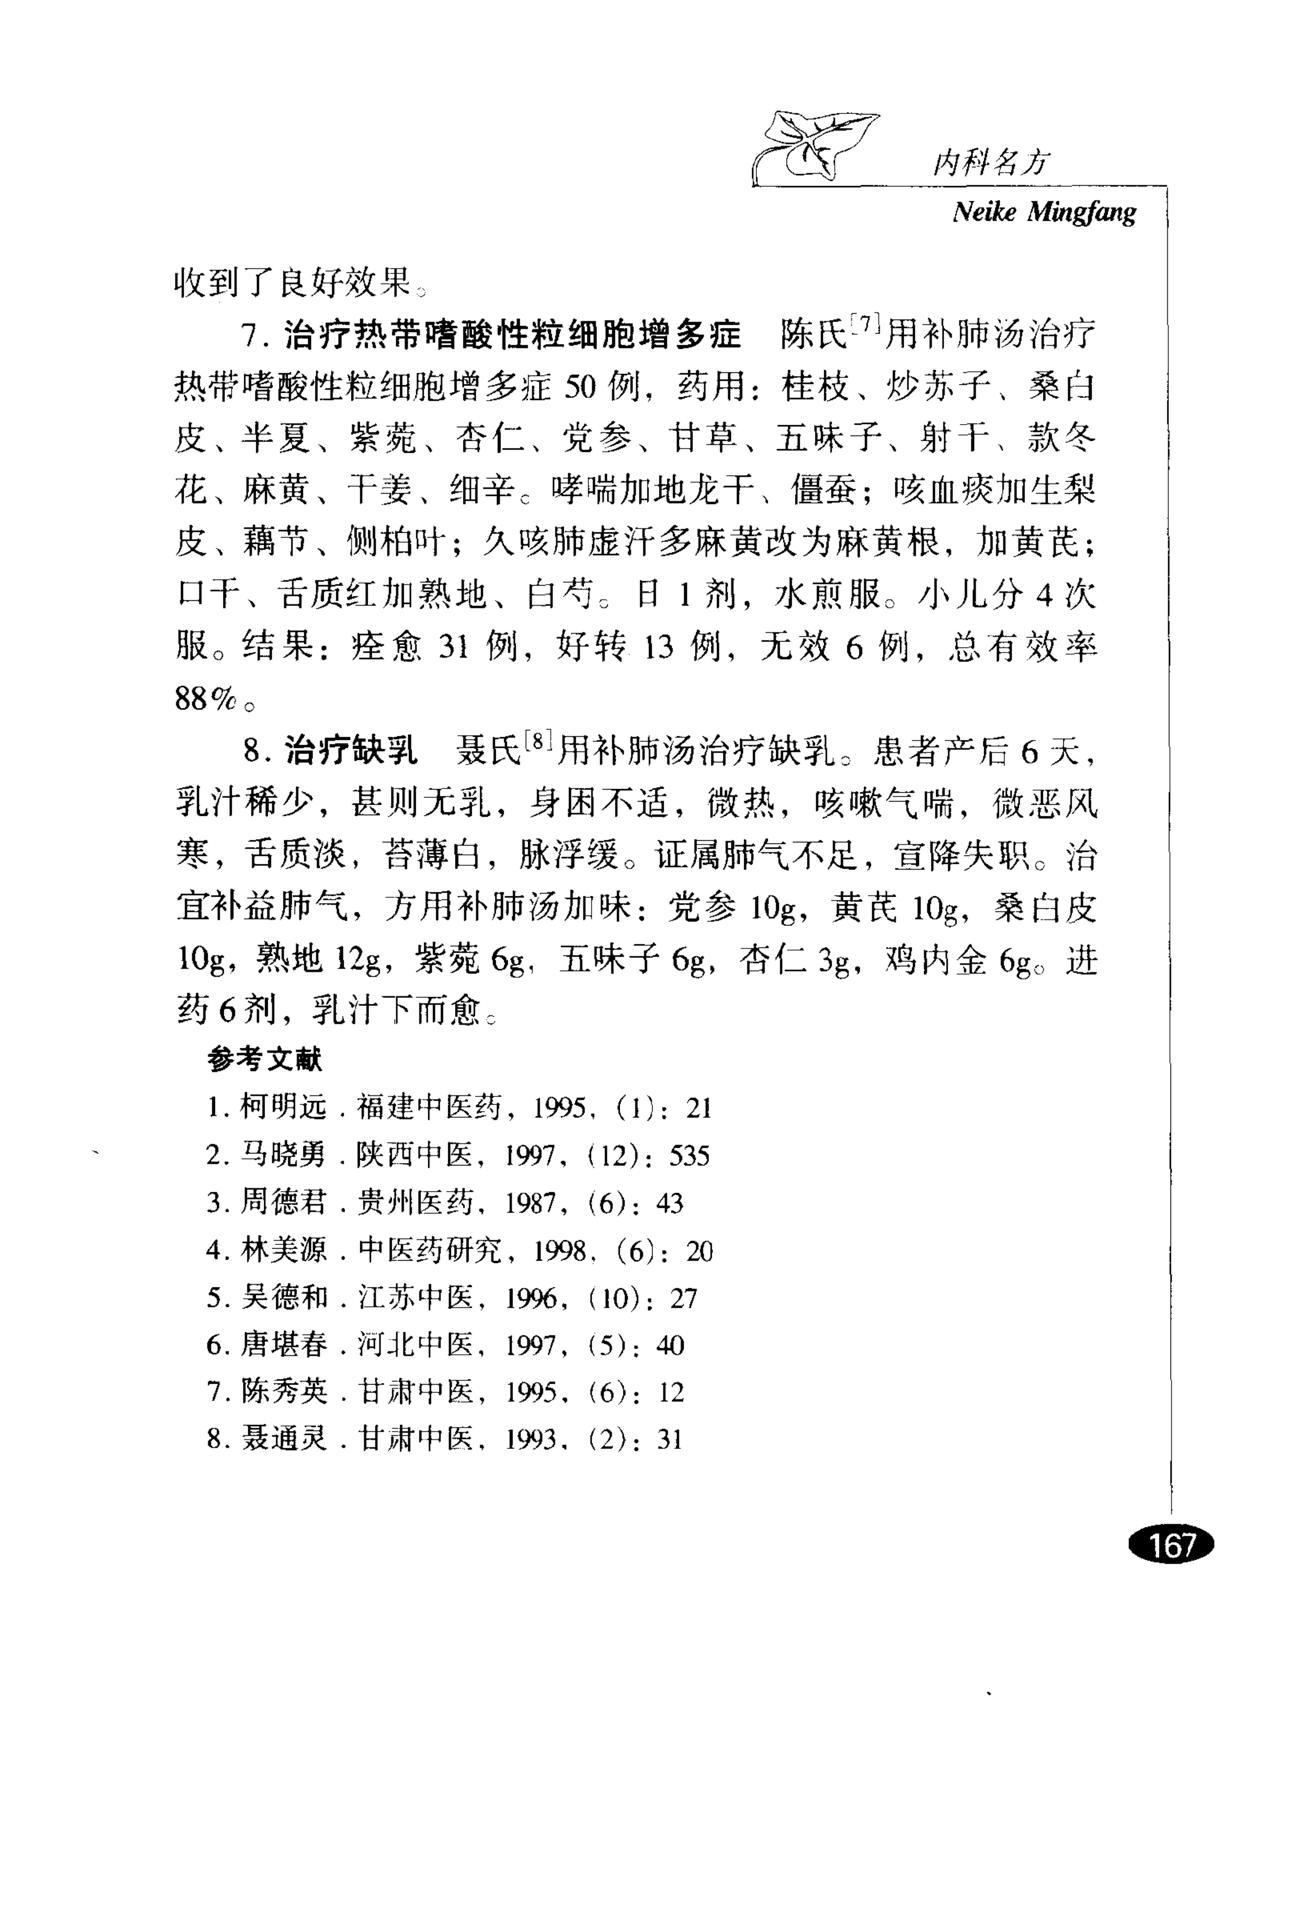 内科名方
Neike Mingfang
收到了良好效果。
7. 治疗热带嗜酸性粒细胞增多症　陈氏[7]用补肺汤治疗
热带嗜酸性粒细胞增多症 50 例，药用：桂枝、炒苏子、桑白
皮、半夏、紫菀、杏仁、党参、甘草、五味子、射干、款冬
花、麻黄、干姜、细辛。哮喘加地龙干、僵蚕；咳血痰加生梨
皮、藕节、侧柏叶；久咳肺虚汗多麻黄改为麻黄根，加黄芪；
口干、舌质红加熟地、白芍。日 1 剂，水煎服。小儿分 4 次
服。结果：痊愈 31 例，好转 13 例，无效 6 例，总有效率
88%。
8. 治疗缺乳　聂氏[8]用补肺汤治疗缺乳。患者产后 6 天，
乳汁稀少，甚则无乳，身困不适，微热，咳嗽气喘，微恶风
寒，舌质淡，苔薄白，脉浮缓。证属肺气不足，宣降失职。治
宜补益肺气，方用补肺汤加味：党参 10g，黄芪 10g，桑白皮
10g，熟地 12g，紫菀 6g，五味子 6g，杏仁 3g，鸡内金 6g。进
药 6 剂，乳汁下而愈。
参考文献
1. 柯明远．福建中医药，1995，(1)：21
2. 马晓勇．陕西中医，1997，(12)：535
3. 周德君．贵州医药，1987，(6)：43
4. 林美源．中医药研究，1998，(6)：20
5. 吴德和．江苏中医，1996，(10)：27
6. 唐堪春．河北中医，1997，(5)：40
7. 陈秀英．甘肃中医，1995，(6)：12
8. 聂通灵．甘肃中医，1993，(2)：31
167